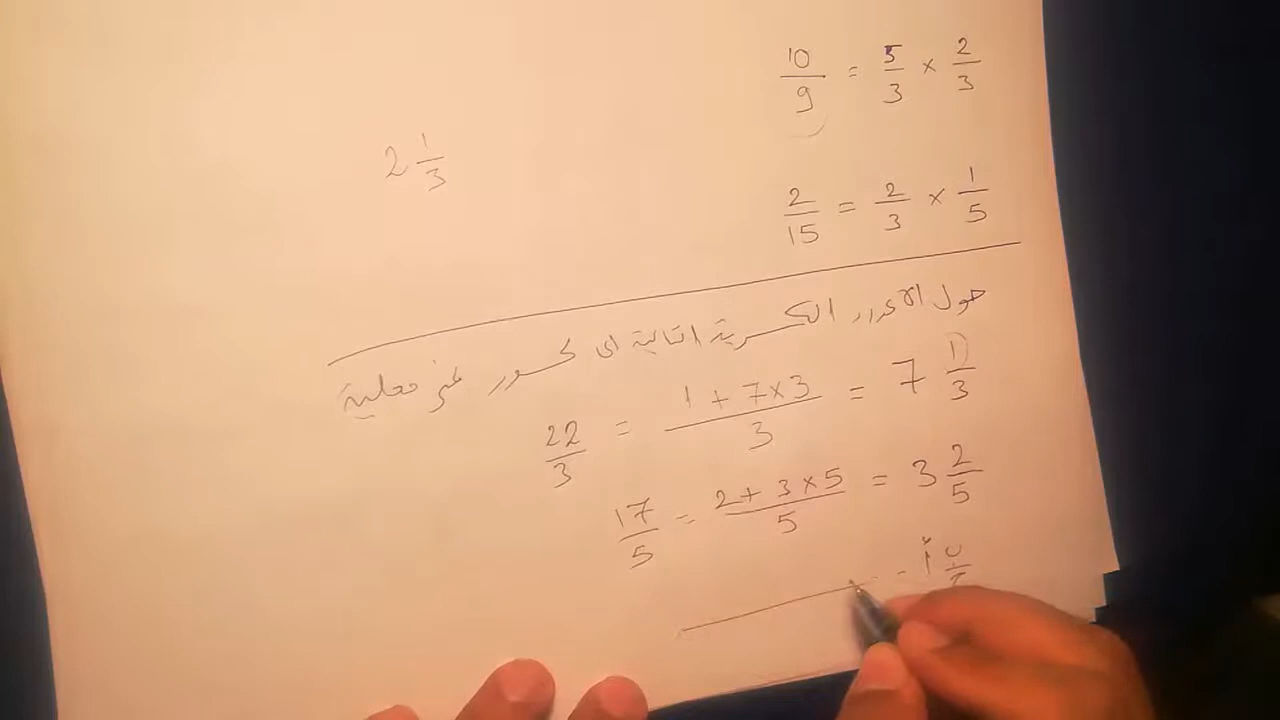 10/9 = 5/3 × 2/3
2 1/3
2/15 = 2/3 × 1/5
حول الاعداد الكسرية التالية الى كسور غير فعلية
22/3 = (1 + 7×3)/3 = 7 1/3
17/5 = (2 + 3×5)/5 = 3 2/5
= أ ب